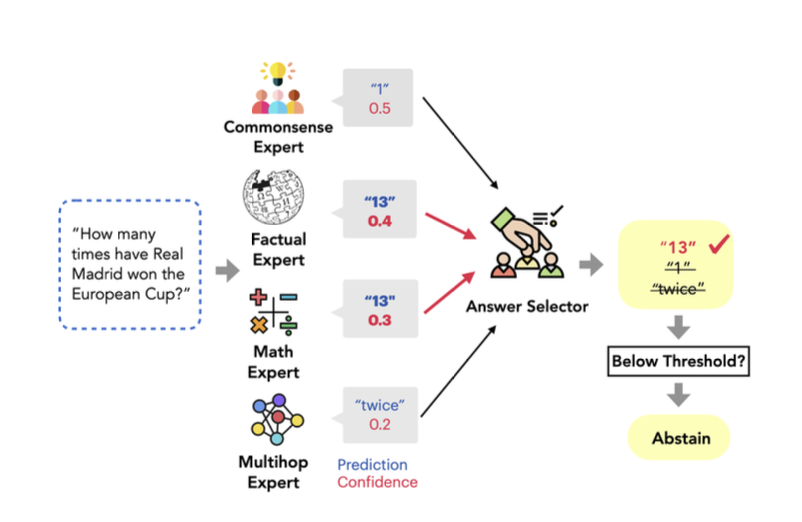 “How many
times have Real
Madrid won the
European Cup?”
Commonsense
Expert
“1”
0.5
Factual
Expert
“13”
0.4
Math
Expert
“13"
0.3
Multihop
Expert
“twice”
0.2
Prediction
Confidence
Answer Selector
“13”
“1”
“twice”
Below Threshold?
Abstain